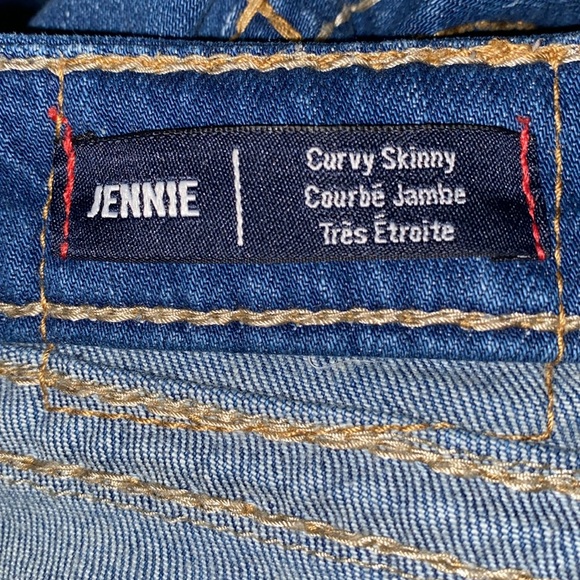 JENNIE
Curvy Skinny
Courbé Jambe
Très Étroite